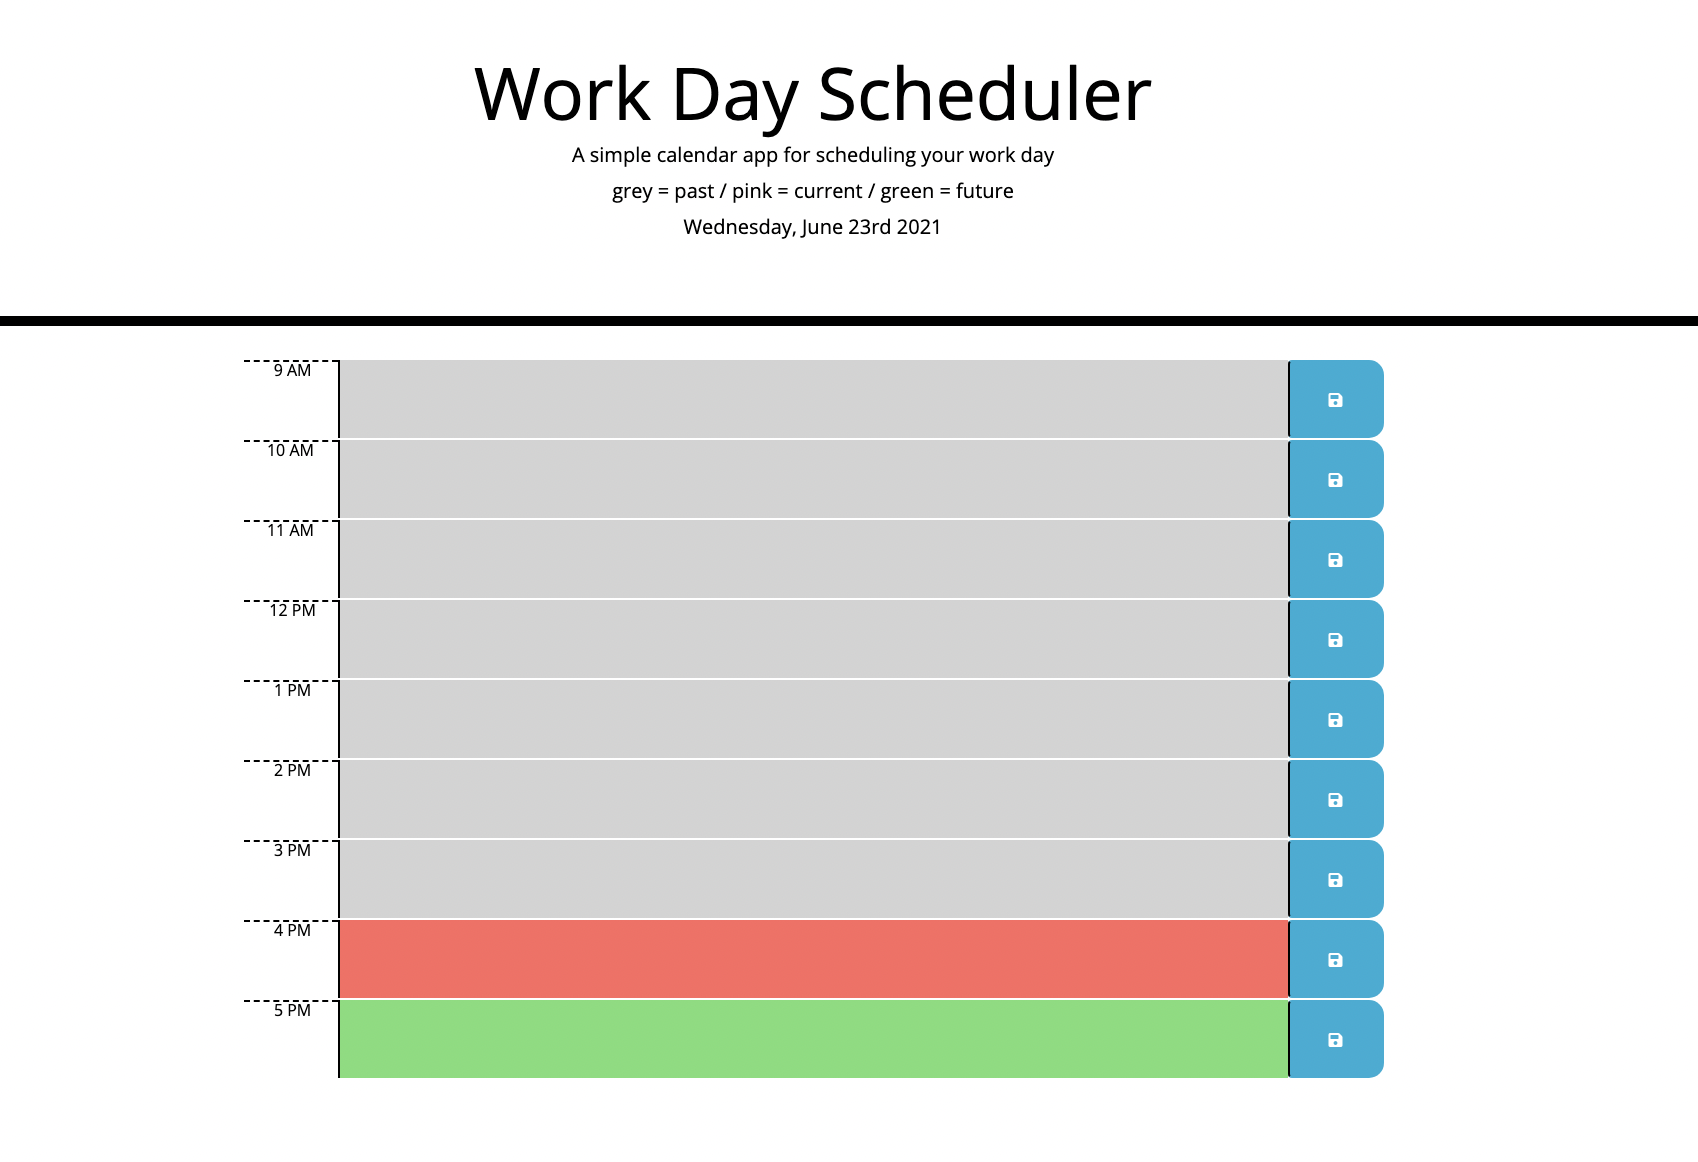 Work Day Scheduler
A simple calendar app for scheduling your work day
grey = past / pink = current / green = future
Wednesday, June 23rd 2021
9 AM
10 AM
11 AM
12 PM
1 PM
2 PM
3 PM
4 PM
5 PM